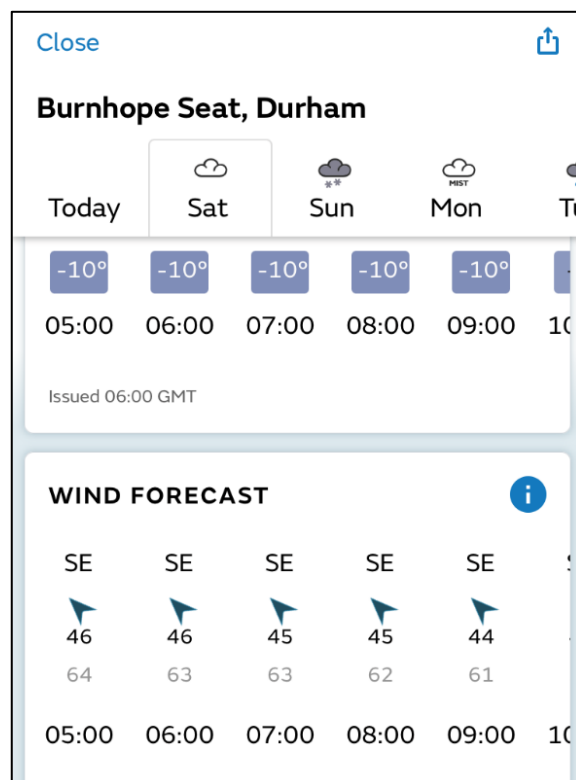 Close
Burnhope Seat, Durham
MIST
Today Sat Sun Mon
-10° -10° -10° -10° -10°
05:00 06:00 07:00 08:00 09:00
Issued 06:00 GMT
WIND FORECAST i
SE SE SE SE SE
46 46 45 45 44
64 63 63 62 61
05:00 06:00 07:00 08:00 09:00